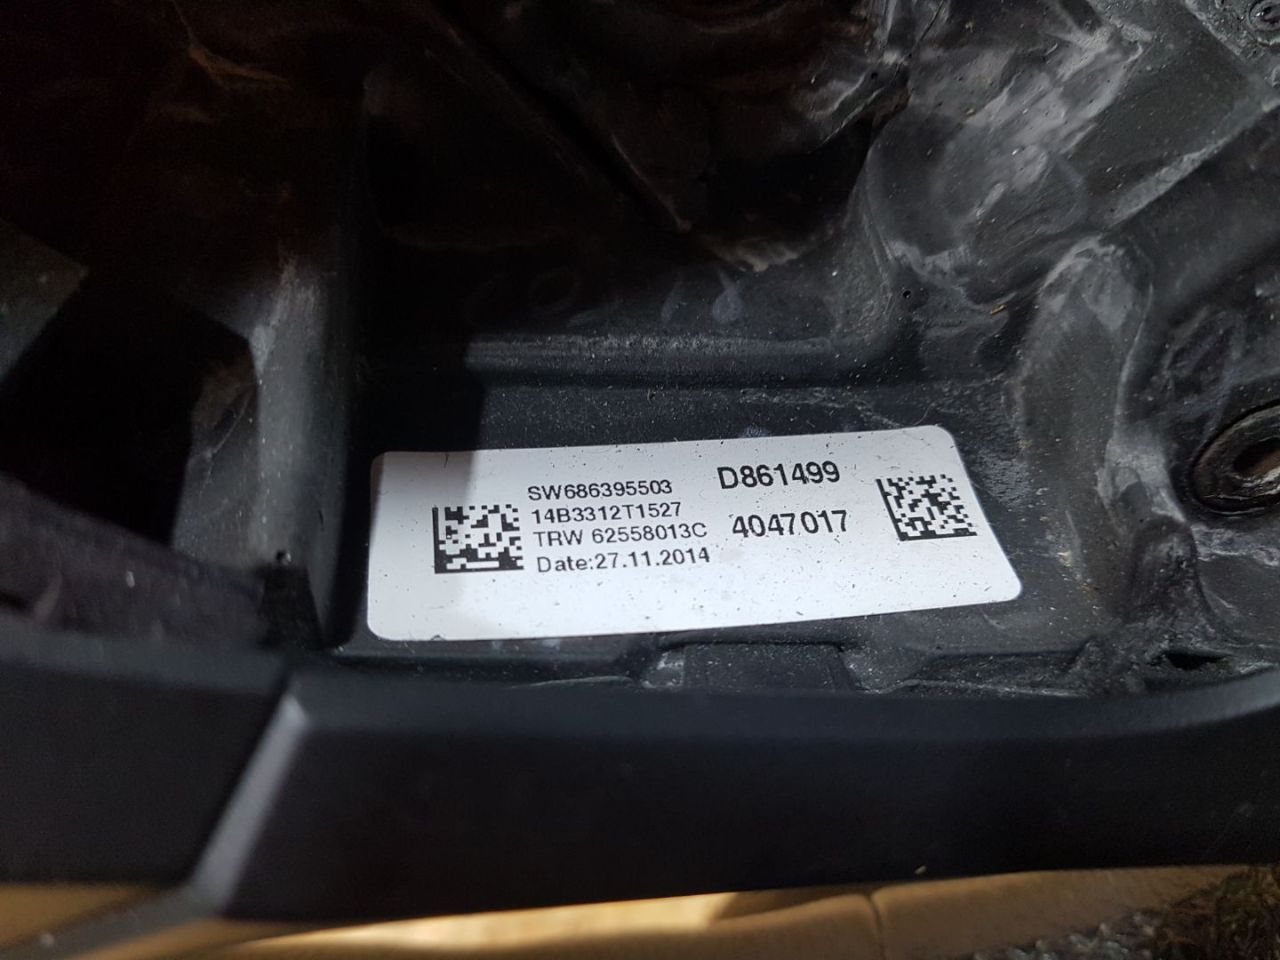 SW686395503
14B3312T1527
TRW 62558013C
Date:27.11.2014
D861499
4047017